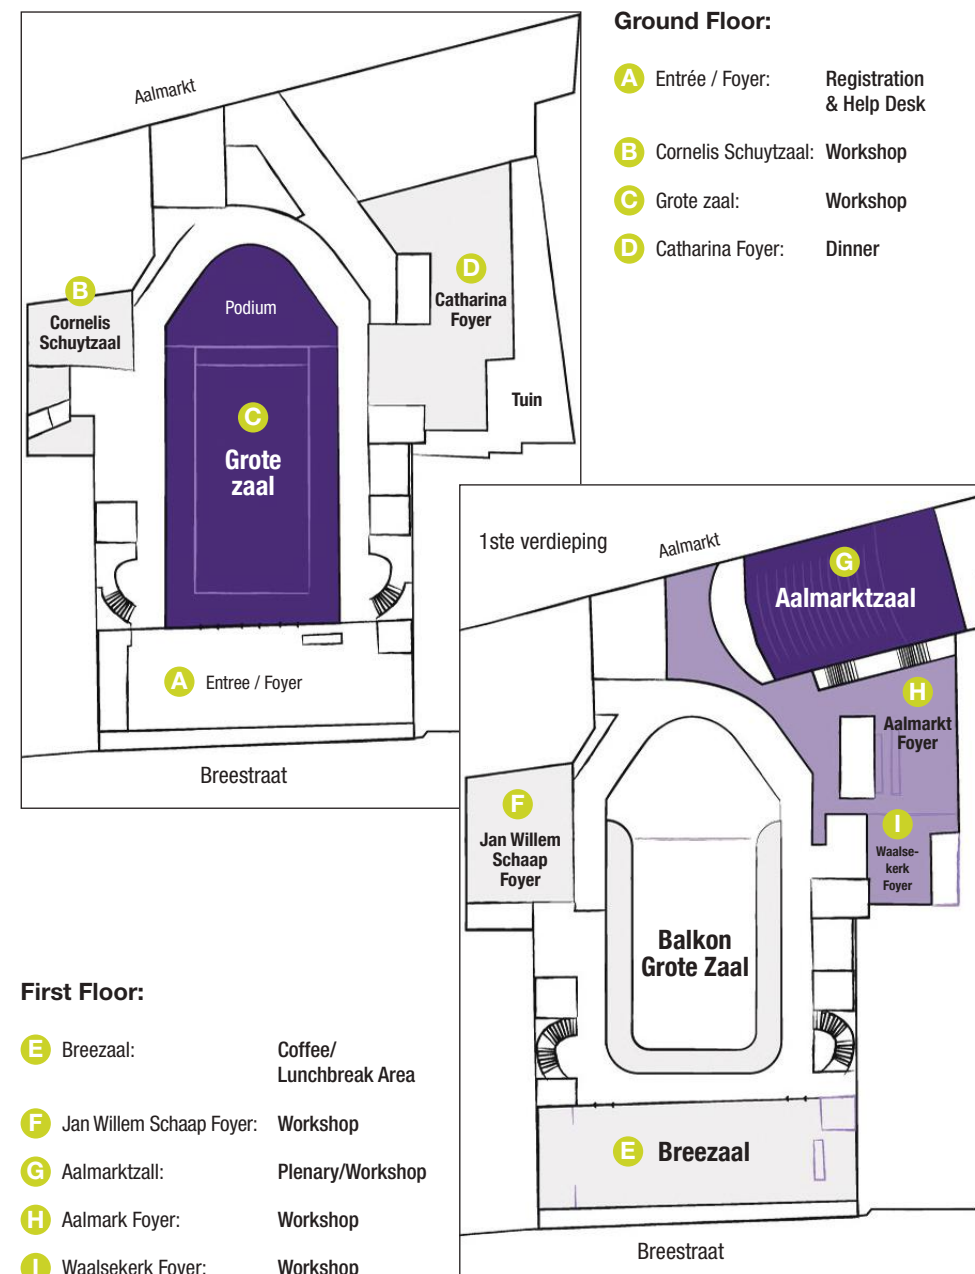 Ground Floor:
A Entrée / Foyer: Registration
& Help Desk
B Cornelis Schuytzaal: Workshop
C Grote zaal: Workshop
D Catharina Foyer: Dinner
Aalmarkt
B
Cornelis
Schuytzaal
Podium
D
Catharina
Foyer
Tuin
C
Grote
zaal
A Entree / Foyer
Breestraat
1ste verdieping
Aalmarkt
G
Aalmarktzaal
H
Aalmarkt
Foyer
F
Jan Willem
Schaap
Foyer
I
Waalse-
kerk
Foyer
Balkon
Grote Zaal
E Breezaal
Breestraat
First Floor:
E Breezaal: Coffee/
Lunchbreak Area
F Jan Willem Schaap Foyer: Workshop
G Aalmarktzall: Plenary/Workshop
H Aalmark Foyer: Workshop
I Waalsekerk Foyer: Workshop